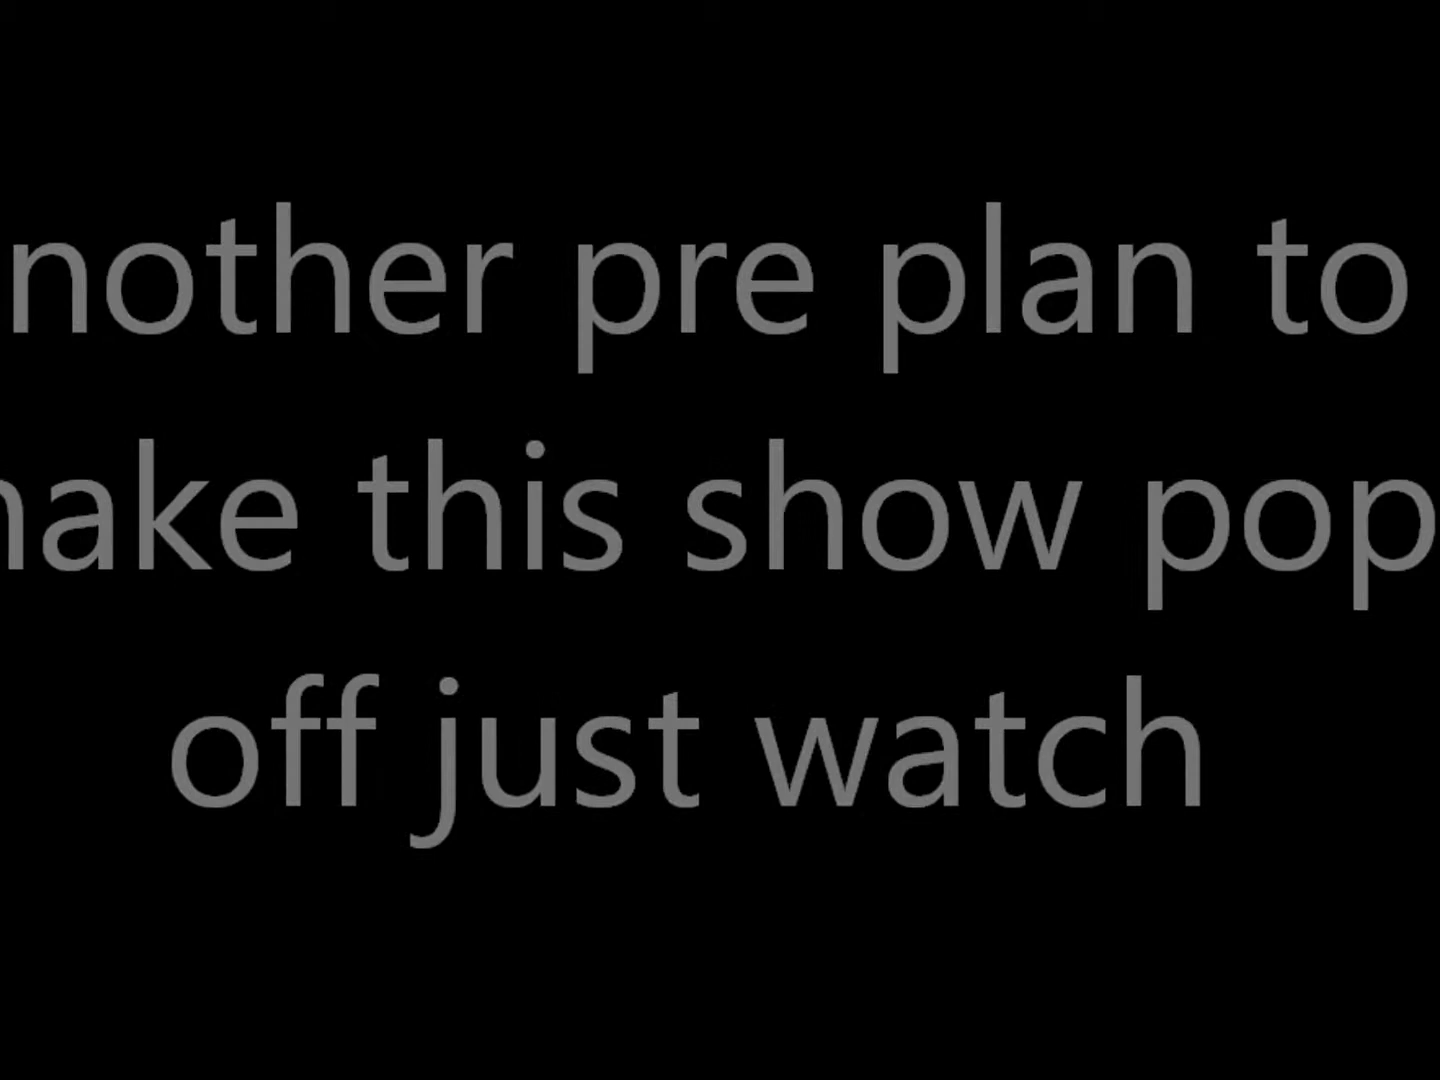 nother pre plan to
ake this show pop
off just watch